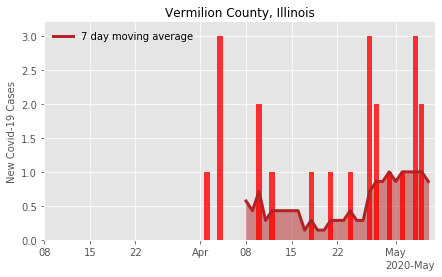 Vermilion County, Illinois
7 day moving average
New Covid-19 Cases
3.0
2.5
2.0
1.5
1.0
0.5
0.0
08 15 22 Apr 08 15 22 May
2020-May